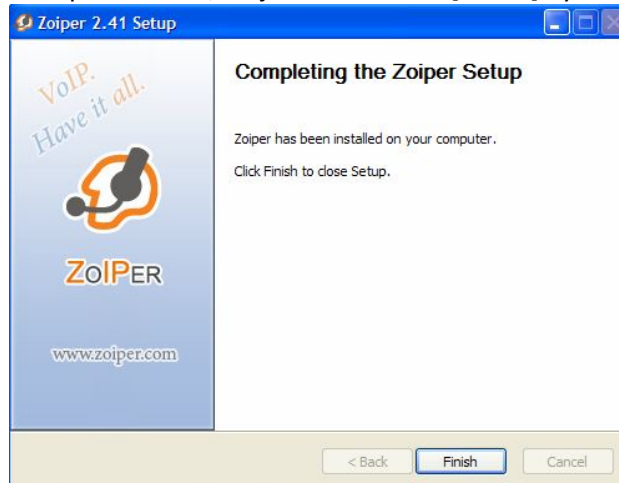 Zoiper 2.41 Setup
VoIP.
Have it all.
ZoIPER
www.zoiper.com
Completing the Zoiper Setup
Zoiper has been installed on your computer.
Click Finish to close Setup.
< Back
Finish
Cancel